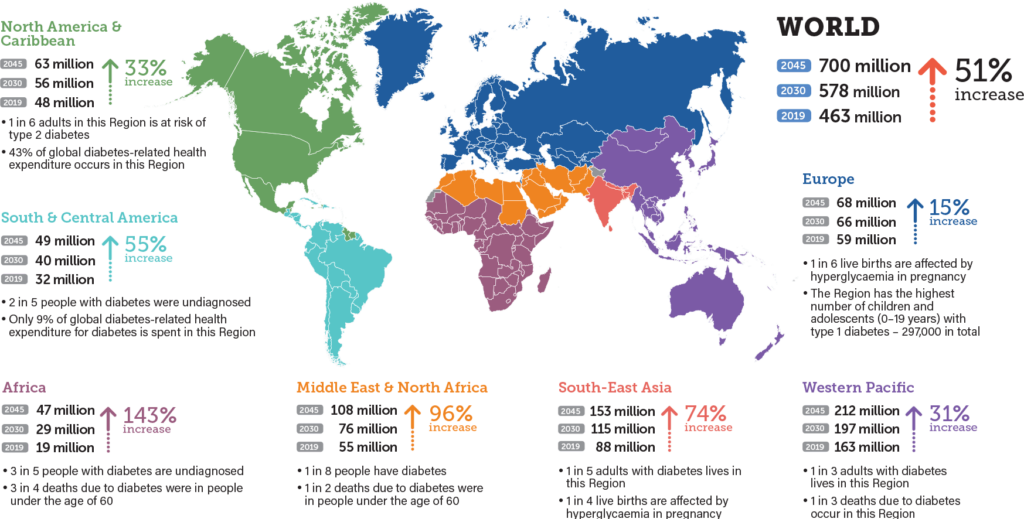 North America &
Caribbean
2045 63 million
2030 56 million
2019 48 million
33%
increase
• 1 in 6 adults in this Region is at risk of
type 2 diabetes
• 43% of global diabetes-related health
expenditure occurs in this Region
WORLD
2045 700 million
2030 578 million
2019 463 million
51%
increase
South & Central America
2045 49 million
2030 40 million
2019 32 million
55%
increase
• 2 in 5 people with diabetes were undiagnosed
• Only 9% of global diabetes-related health
expenditure for diabetes is spent in this Region
Europe
2045 68 million
2030 66 million
2019 59 million
15%
increase
• 1 in 6 live births are affected by
hyperglycaemia in pregnancy
• The Region has the highest
number of children and
adolescents (0–19 years) with
type 1 diabetes – 297,000 in total
Africa
2045 47 million
2030 29 million
2019 19 million
143%
increase
• 3 in 5 people with diabetes are undiagnosed
• 3 in 4 deaths due to diabetes were in people
under the age of 60
Middle East & North Africa
2045 108 million
2030 76 million
2019 55 million
96%
increase
• 1 in 8 people have diabetes
• 1 in 2 deaths due to diabetes were
in people under the age of 60
South-East Asia
2045 153 million
2030 115 million
2019 88 million
74%
increase
• 1 in 5 adults with diabetes lives in
this Region
• 1 in 4 live births are affected by
hyperglycaemia in pregnancy
Western Pacific
2045 212 million
2030 197 million
2019 163 million
31%
increase
• 1 in 3 adults with diabetes
lives in this Region
• 1 in 3 deaths due to diabetes
occur in this Region